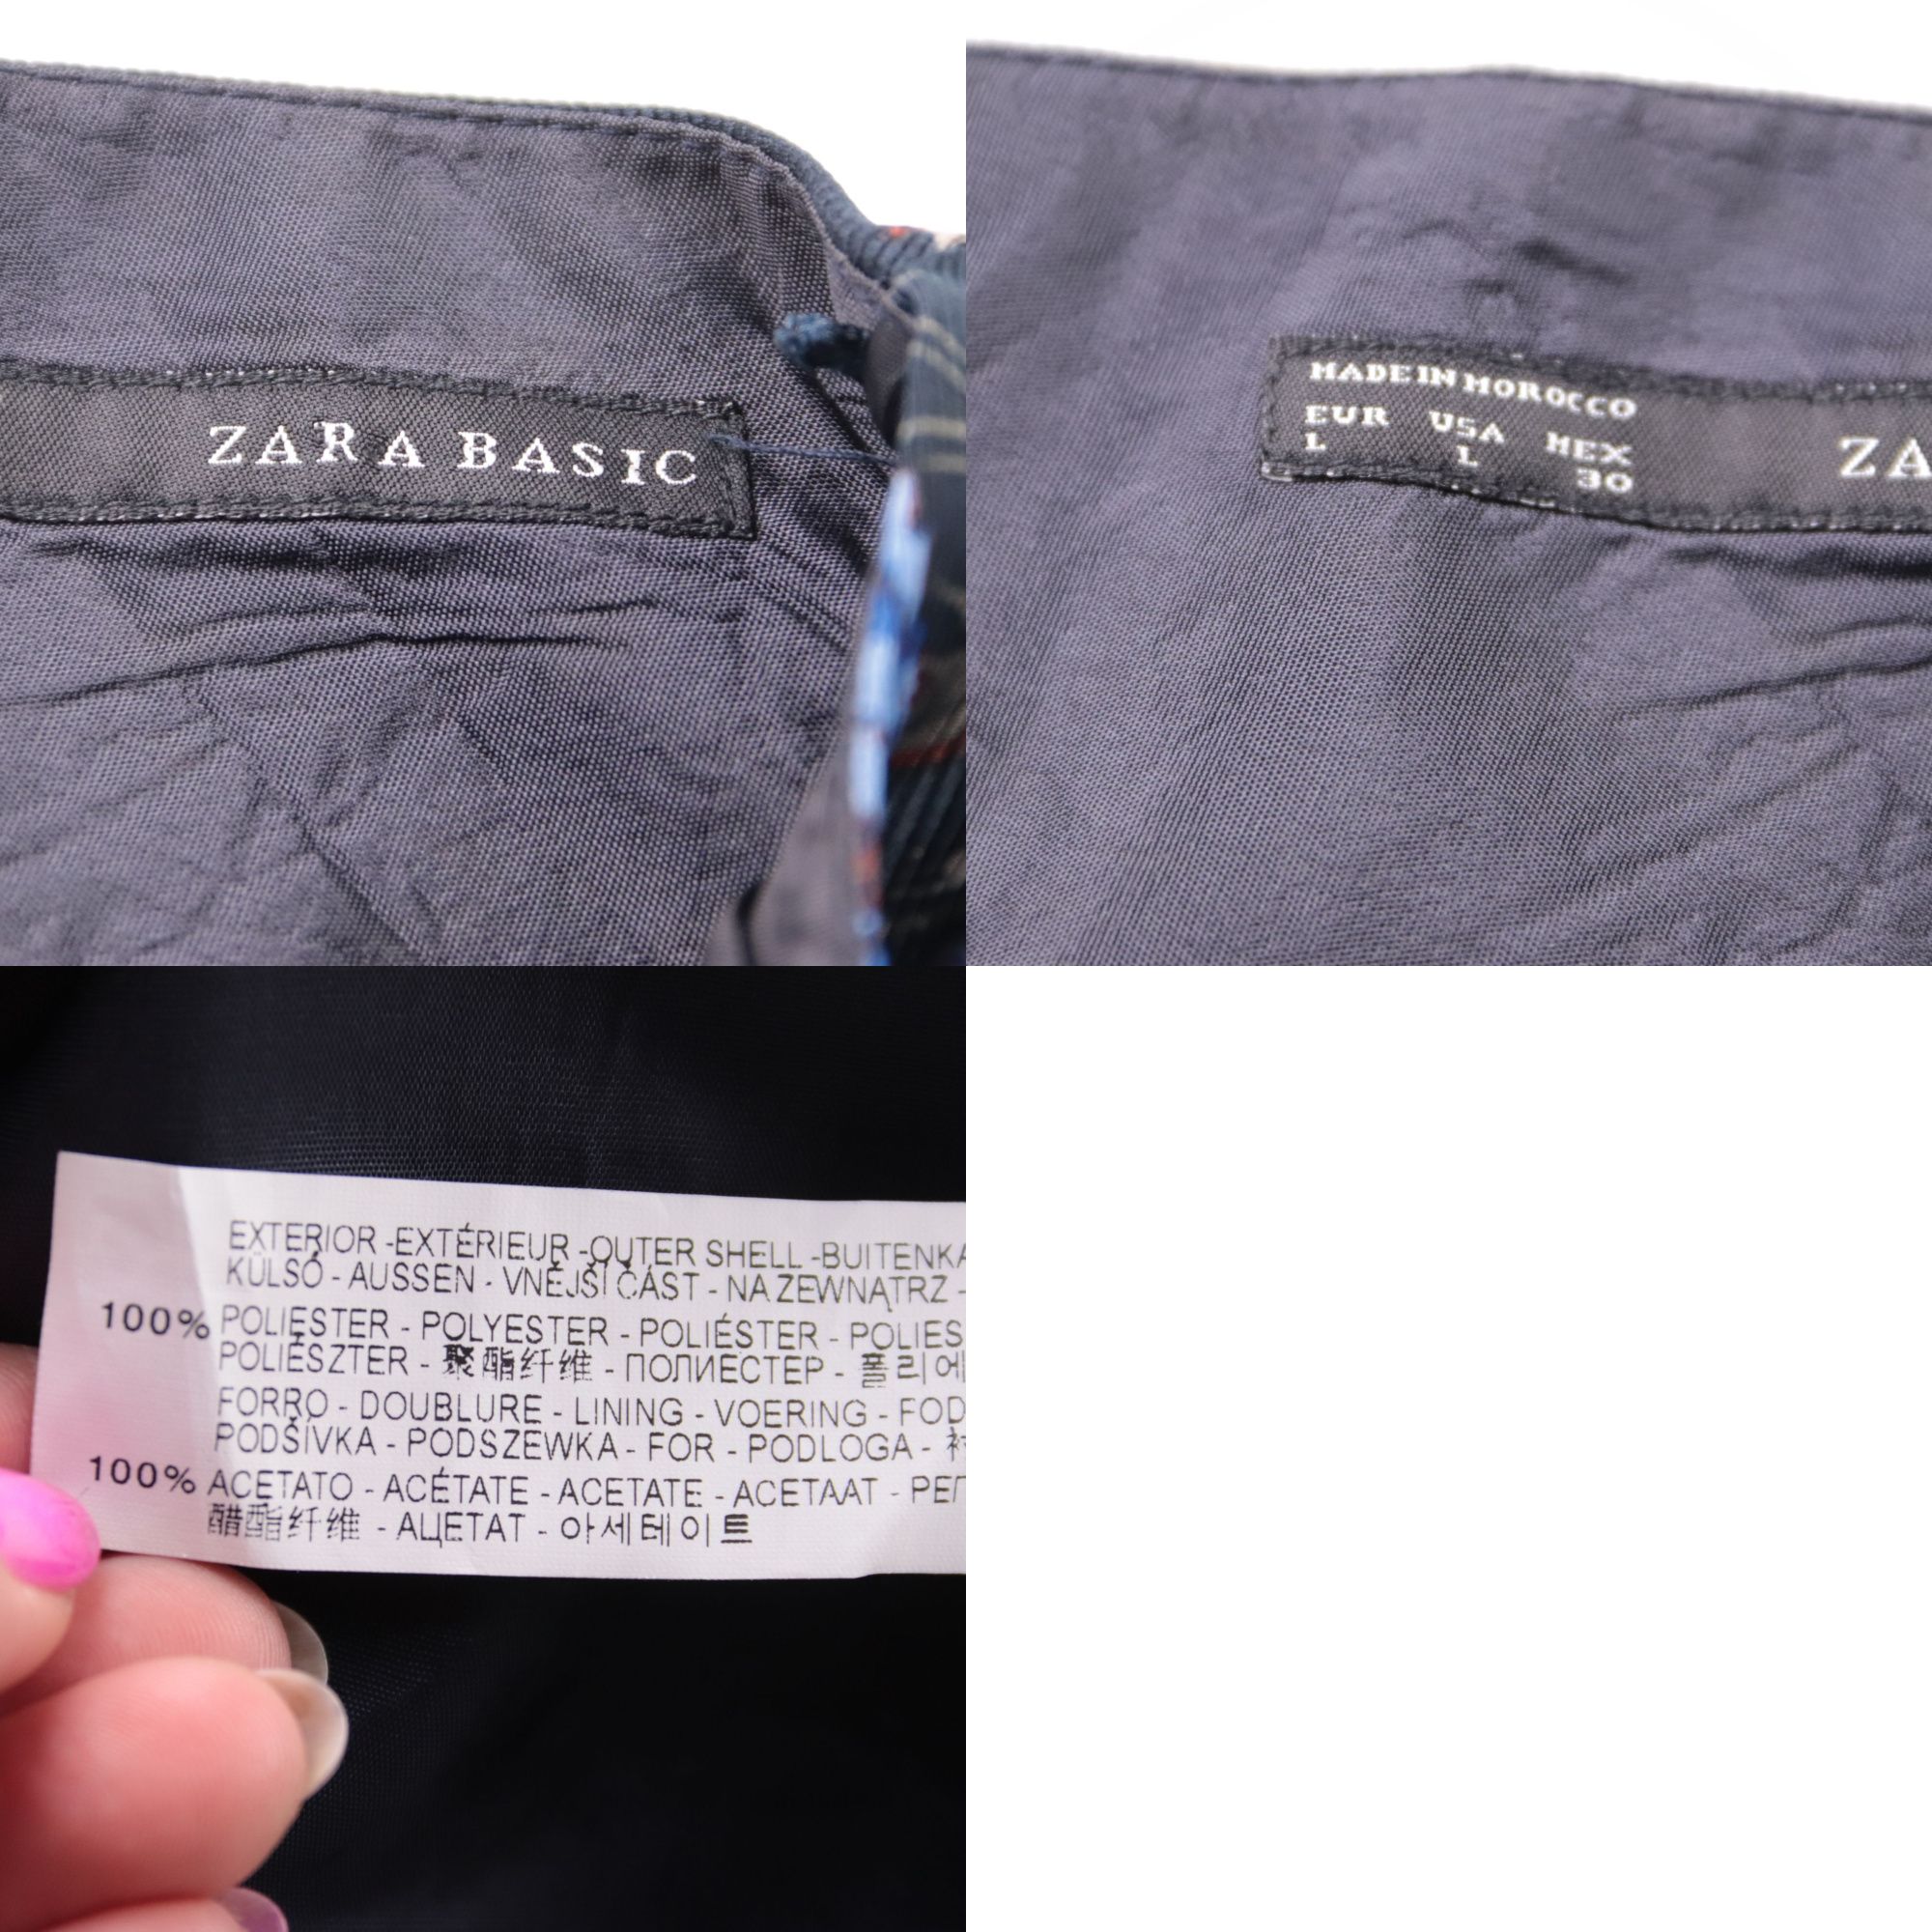 ZARA BASIC
MADE IN MOROCCO
EUR USA MEX
L L 30
ZA
EXTERIOR - EXTÉRIEUR - OUTER SHELL - BUITENKA
KÜLSŐ - AUSSEN - VNĚJŠÍ ČÁST - NA ZEWNĄTRZ -
100% POLIÉSTER - POLYESTER - POLIÉSTER - POLIES
POLIÉSZTER - 聚酯纤维 - ПОЛИЕСТЕР - 폴리에
FORRO - DOUBLURE - LINING - VOERING - FOD
PODŠÍVKA - PODSZEWKA - FOR - PODLOGA - 衬
100% ACETATO - ACÉTATE - ACETATE - ACETAAT -
醋酯纤维 - АЦЕТАТ - 아세테이트